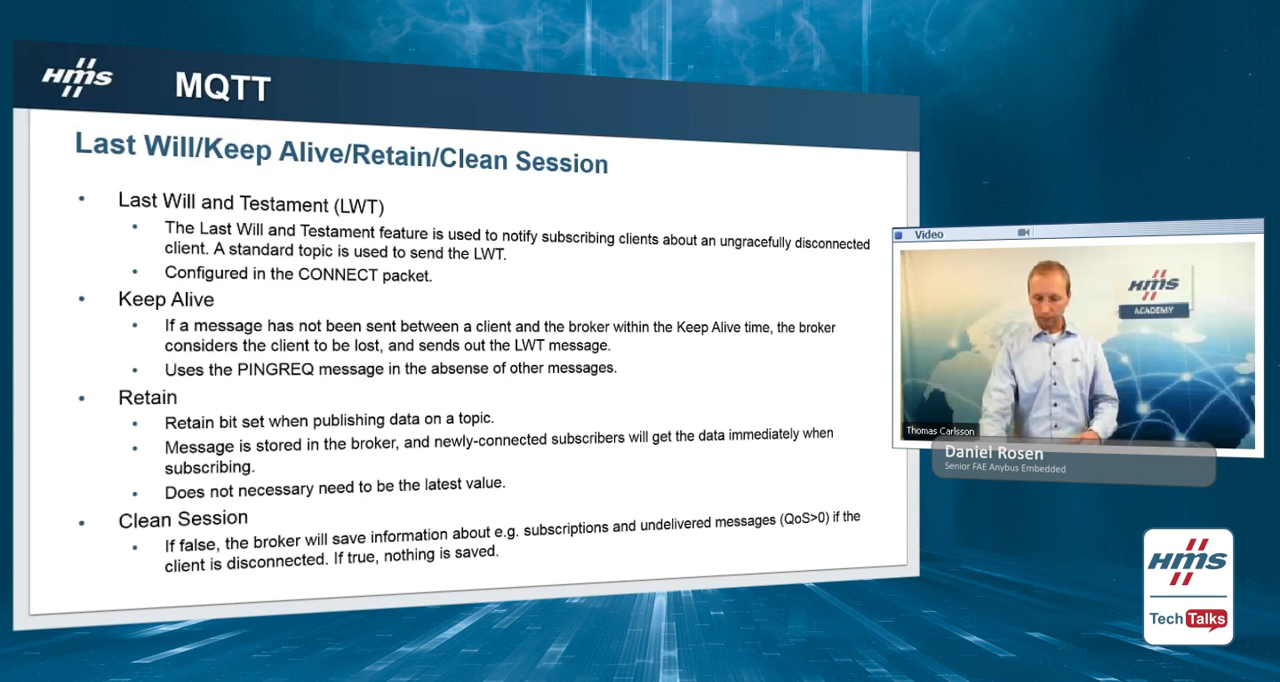 HMS
MQTT
Last Will/Keep Alive/Retain/Clean Session
• Last Will and Testament (LWT)
• The Last Will and Testament feature is used to notify subscribing clients about an ungracefully disconnected
client. A standard topic is used to send the LWT.
• Configured in the CONNECT packet.
• Keep Alive
• If a message has not been sent between a client and the broker within the Keep Alive time, the broker
considers the client to be lost, and sends out the LWT message.
• Uses the PINGREQ message in the absense of other messages.
• Retain
• Retain bit set when publishing data on a topic.
• Message is stored in the broker, and newly-connected subscribers will get the data immediately when
subscribing.
• Does not necessary need to be the latest value.
• Clean Session
• If false, the broker will save information about e.g. subscriptions and undelivered messages (QoS>0) if the
client is disconnected. If true, nothing is saved.
Video
HMS
ACADEMY
Thomas Carlsson
Daniel Rosen
Senior FAE Anybus Embedded
HMS
Tech Talks